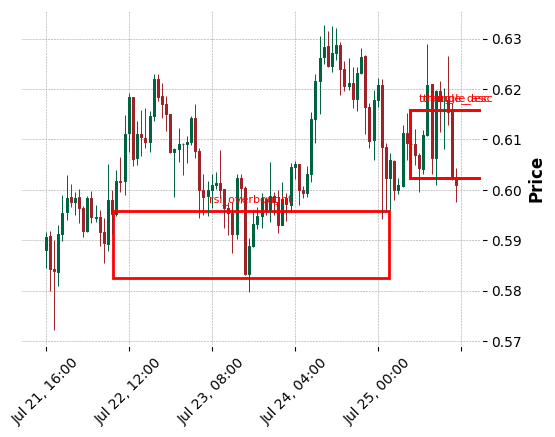 0.63
0.62
0.61
0.60
0.59
0.58
0.57
Price
rsi_overbought
Jul 21, 16:00
Jul 22, 12:00
Jul 23, 08:00
Jul 24, 04:00
Jul 25, 00:00